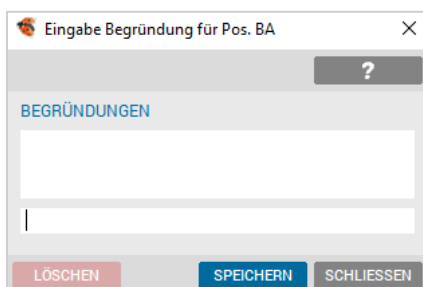 Eingabe Begründung für Pos. BA
?
BEGRÜNDUNGEN
LÖSCHEN SPEICHERN SCHLIESSEN